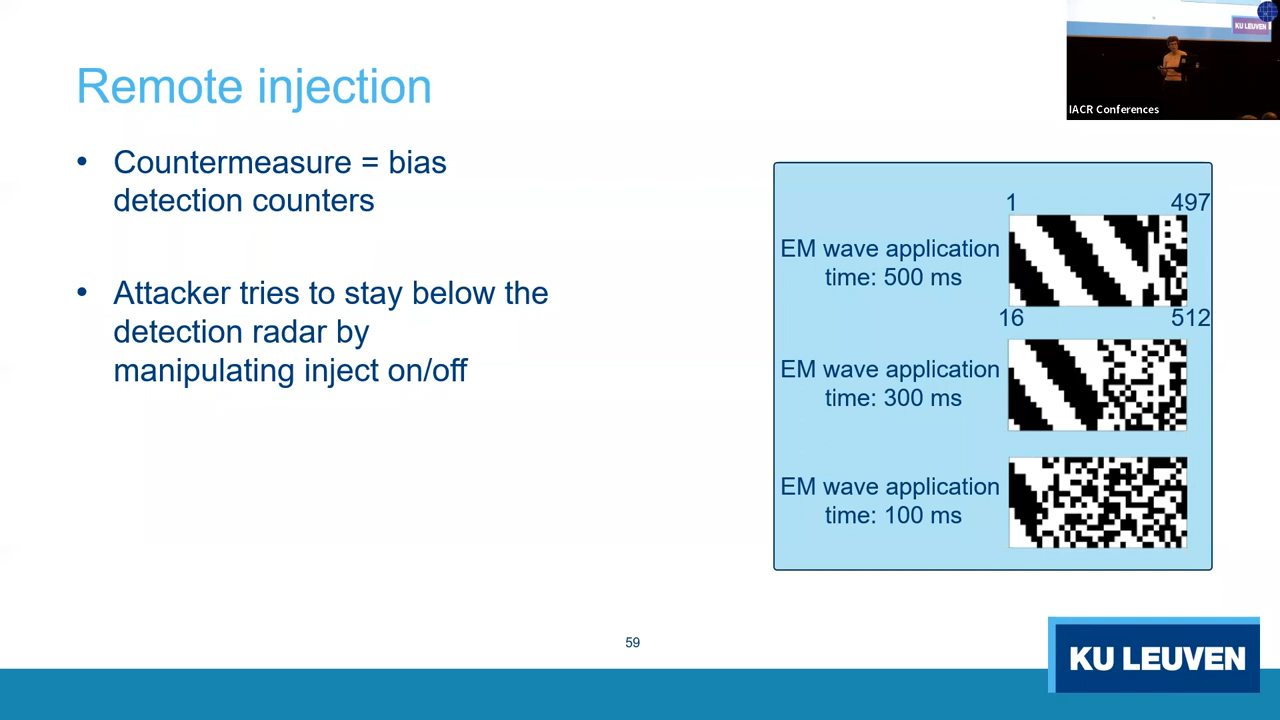 KU LEUVEN
IACR Conferences
Remote injection
• Countermeasure = bias
detection counters
• Attacker tries to stay below the
detection radar by
manipulating inject on/off
1 497
EM wave application
time: 500 ms
16 512
EM wave application
time: 300 ms
EM wave application
time: 100 ms
59
KU LEUVEN